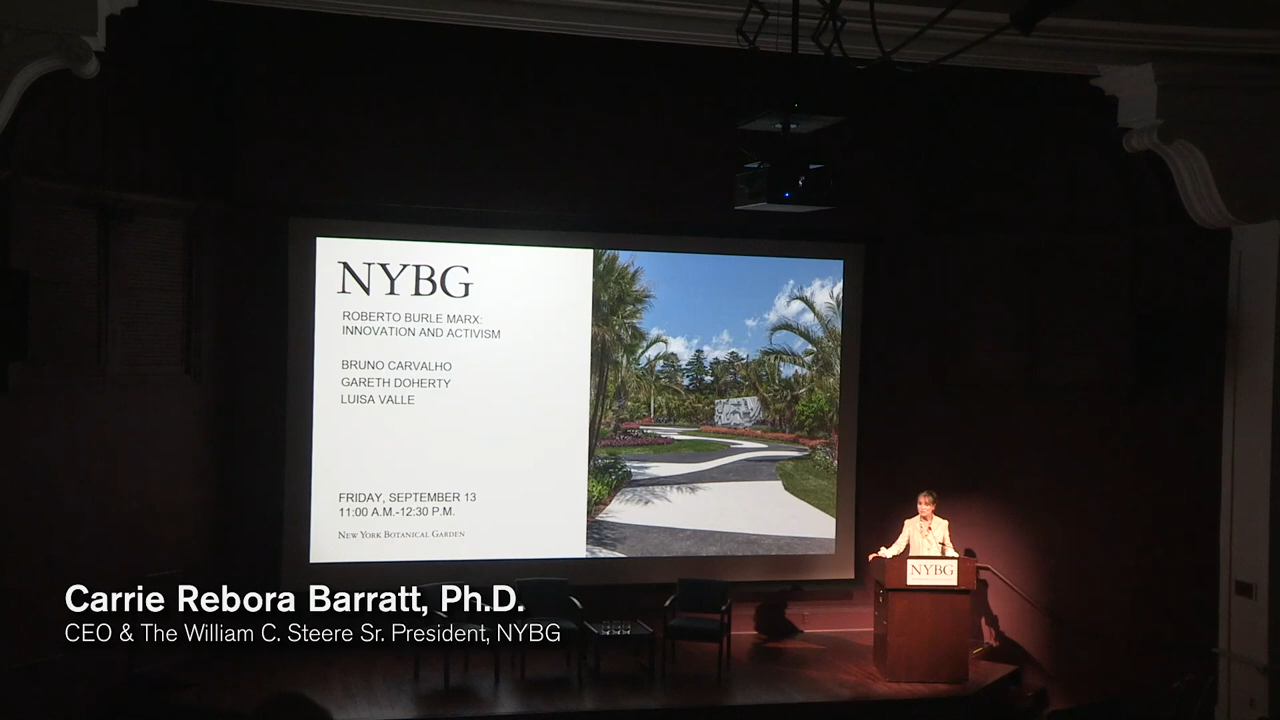 NYBG
ROBERTO BURLE MARX:
INNOVATION AND ACTIVISM
BRUNO CARVALHO
GARETH DOHERTY
LUISA VALLE
FRIDAY, SEPTEMBER 13
11:00 A.M.-12:30 P.M.
NEW YORK BOTANICAL GARDEN
NYBG
Carrie Rebora Barratt, Ph.D.
CEO & The William C. Steere Sr. President, NYBG